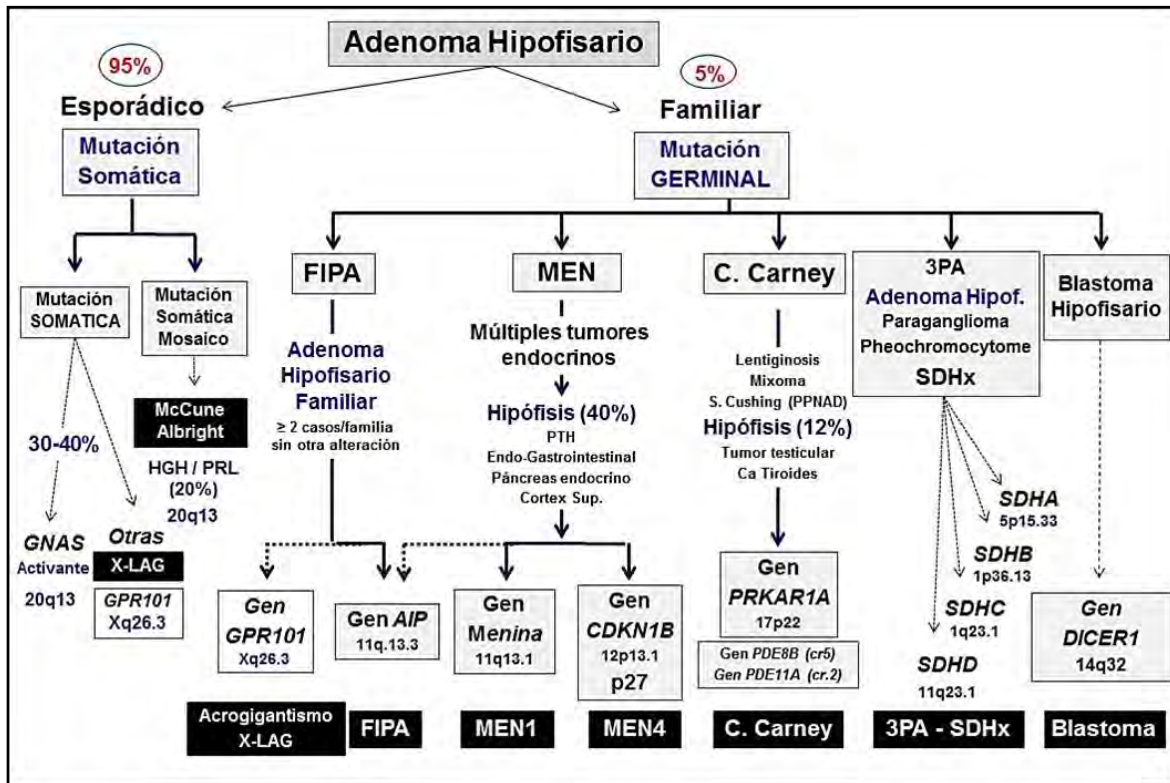 Adenoma Hipofisario
95%
Esporádico
Mutación
Somática
5%
Familiar
Mutación
GERMINAL
Mutación
SOMATICA
Mutación
Somática
Mosaico
30-40%
McCune
Albright
HGH / PRL
(20%)
20q13
GNAS
Activante
20q13
Otras
X-LAG
GPR101
Xq26.3
FIPA
Adenoma
Hipofisario
Familiar
≥ 2 casos/familia
sin otra alteración
Gen
GPR101
Xq26.3
Gen AIP
11q.13.3
Acrogigantismo
X-LAG
FIPA
MEN
Múltiples tumores
endocrinos
Hipófisis (40%)
PTH
Endo-Gastrointestinal
Páncreas endocrino
Cortex Sup.
Gen
Menina
11q13.1
Gen
CDKN1B
12p13.1
p27
MEN1
MEN4
C. Carney
Lentiginosis
Mixoma
S. Cushing (PPNAD)
Hipófisis (12%)
Tumor testicular
Ca Tiroides
Gen
PRKAR1A
17p22
Gen PDE8B (cr5)
Gen PDE11A (cr.2)
C. Carney
3PA
Adenoma Hipof.
Paraganglioma
Pheochromocytome
SDHx
SDHA
5p15.33
SDHB
1p36.13
SDHC
1q23.1
SDHD
11q23.1
3PA - SDHx
Blastoma
Hipofisario
Gen
DICER1
14q32
Blastoma